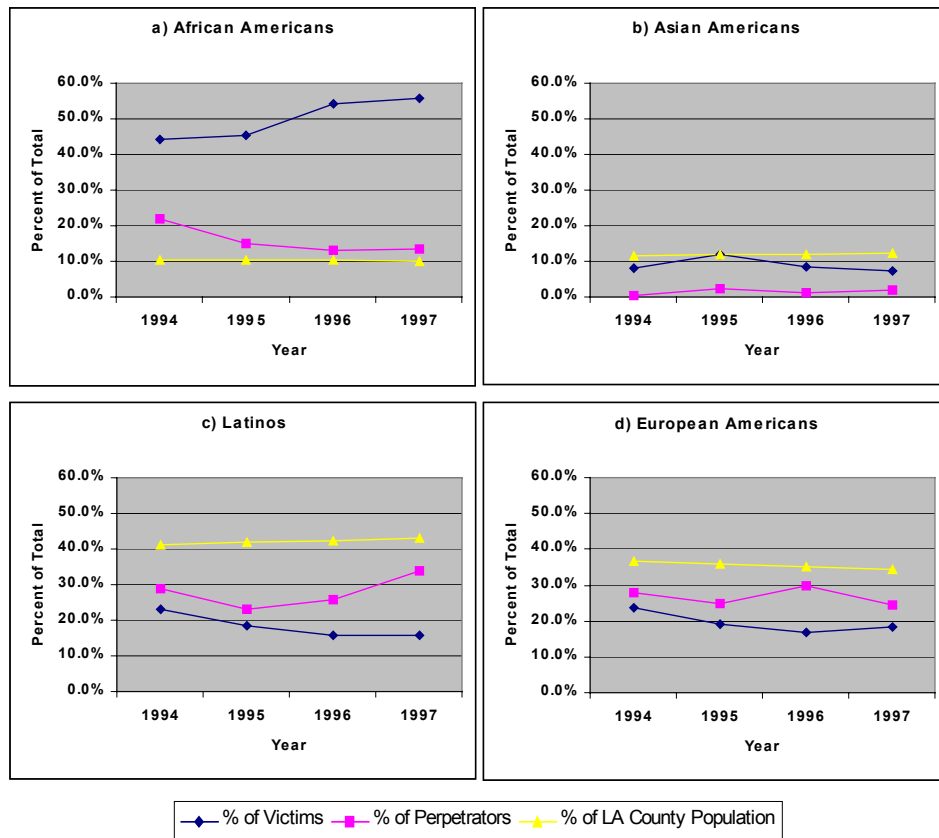 a) African Americans
Percent of Total
60.0%
50.0%
40.0%
30.0%
20.0%
10.0%
0.0%
1994 1995 1996 1997
Year
b) Asian Americans
Percent of Total
60.0%
50.0%
40.0%
30.0%
20.0%
10.0%
0.0%
1994 1995 1996 1997
Year
c) Latinos
Percent of Total
60.0%
50.0%
40.0%
30.0%
20.0%
10.0%
0.0%
1994 1995 1996 1997
Year
d) European Americans
Percent of Total
60.0%
50.0%
40.0%
30.0%
20.0%
10.0%
0.0%
1994 1995 1996 1997
Year
% of Victims % of Perpetrators % of LA County Population